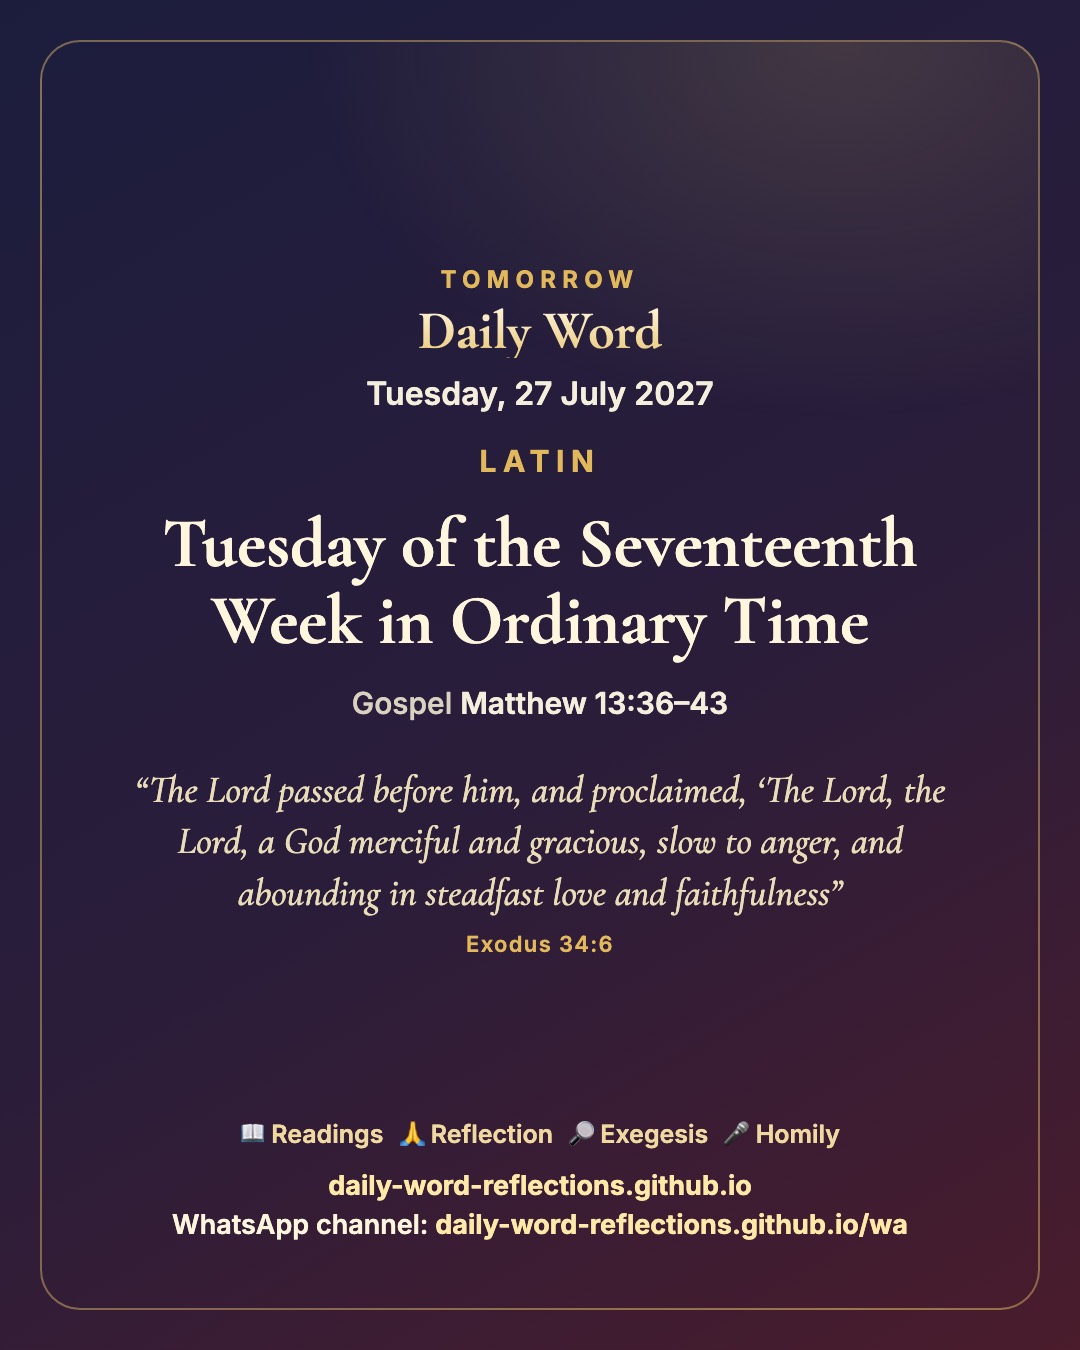 TOMORROW
Daily Word
Tuesday, 27 July 2027
LATIN
Tuesday of the Seventeenth
Week in Ordinary Time
Gospel Matthew 13:36–43
“The Lord passed before him, and proclaimed, ‘The Lord, the
Lord, a God merciful and gracious, slow to anger, and
abounding in steadfast love and faithfulness”
Exodus 34:6
📖 Readings 🙏 Reflection 🔎 Exegesis 🎤 Homily
daily-word-reflections.github.io
WhatsApp channel: daily-word-reflections.github.io/wa